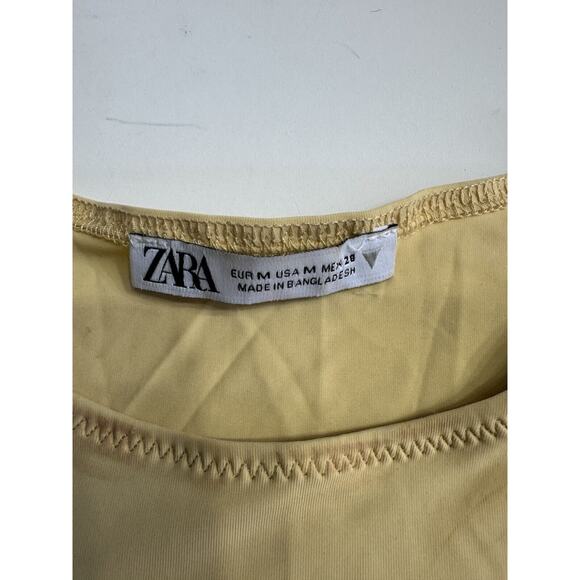 ZARA
EUR M USA M MEX 28
MADE IN BANGLADESH